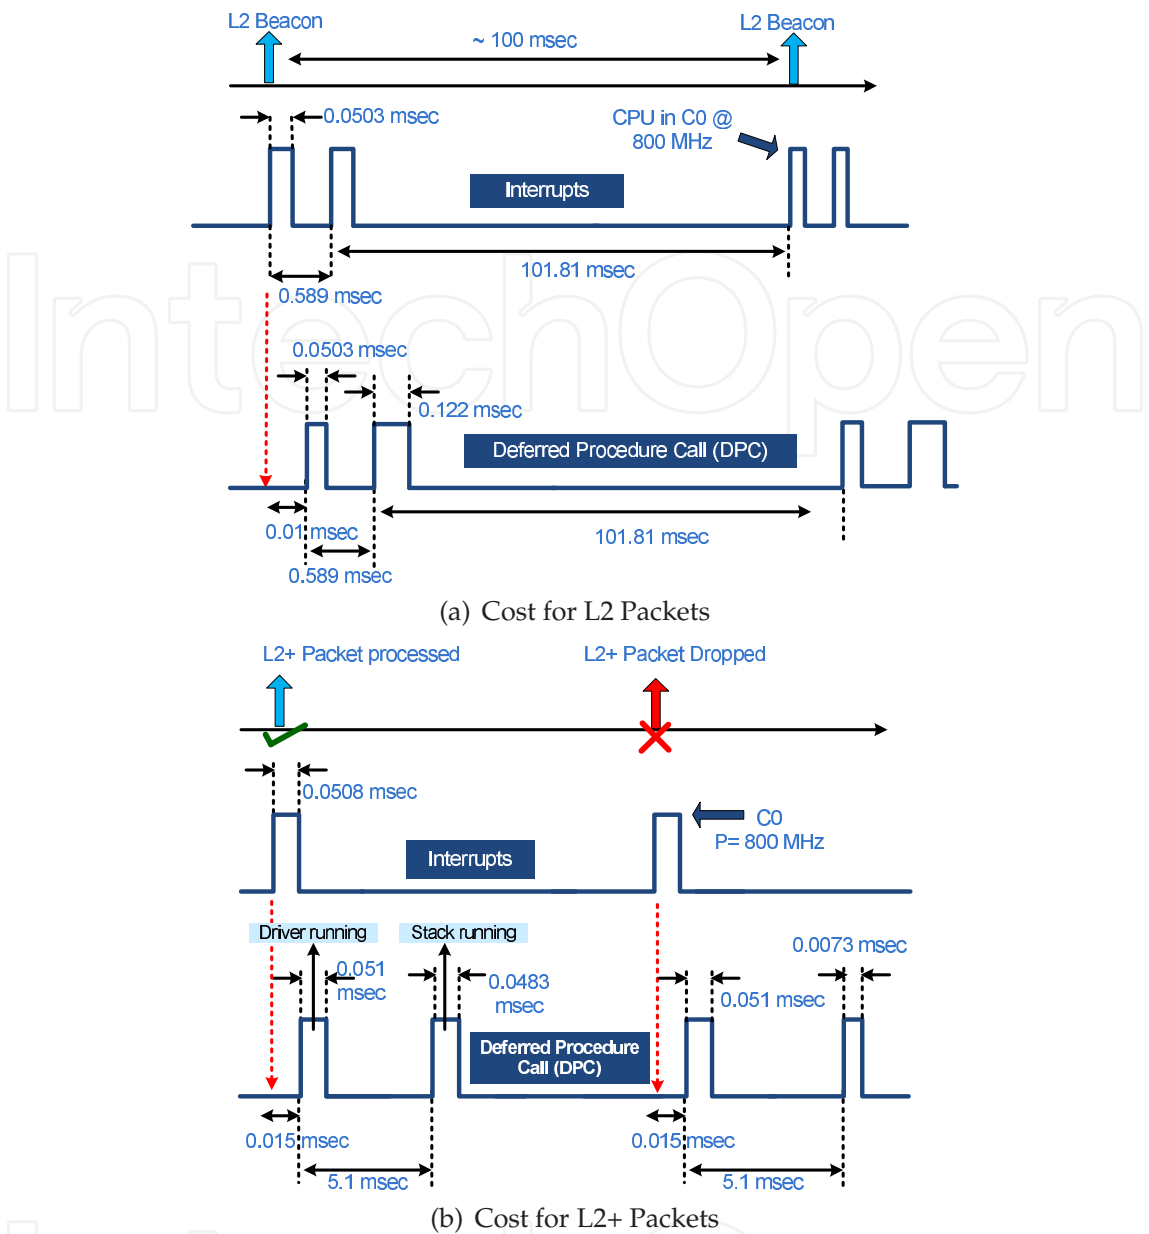 L2 Beacon
L2 Beacon
~ 100 msec
0.0503 msec
CPU in C0 @
800 MHz
Interrupts
101.81 msec
0.589 msec
IntechOpen
0.0503 msec
0.122 msec
Deferred Procedure Call (DPC)
0.01 msec
101.81 msec
0.589 msec
(a) Cost for L2 Packets
L2+ Packet processed
L2+ Packet Dropped
0.0508 msec
C0
P= 800 MHz
Interrupts
Driver running
Stack running
0.0073 msec
0.051
msec
0.0483
msec
0.051 msec
Deferred Procedure
Call (DPC)
0.015 msec
0.015 msec
5.1 msec
5.1 msec
(b) Cost for L2+ Packets